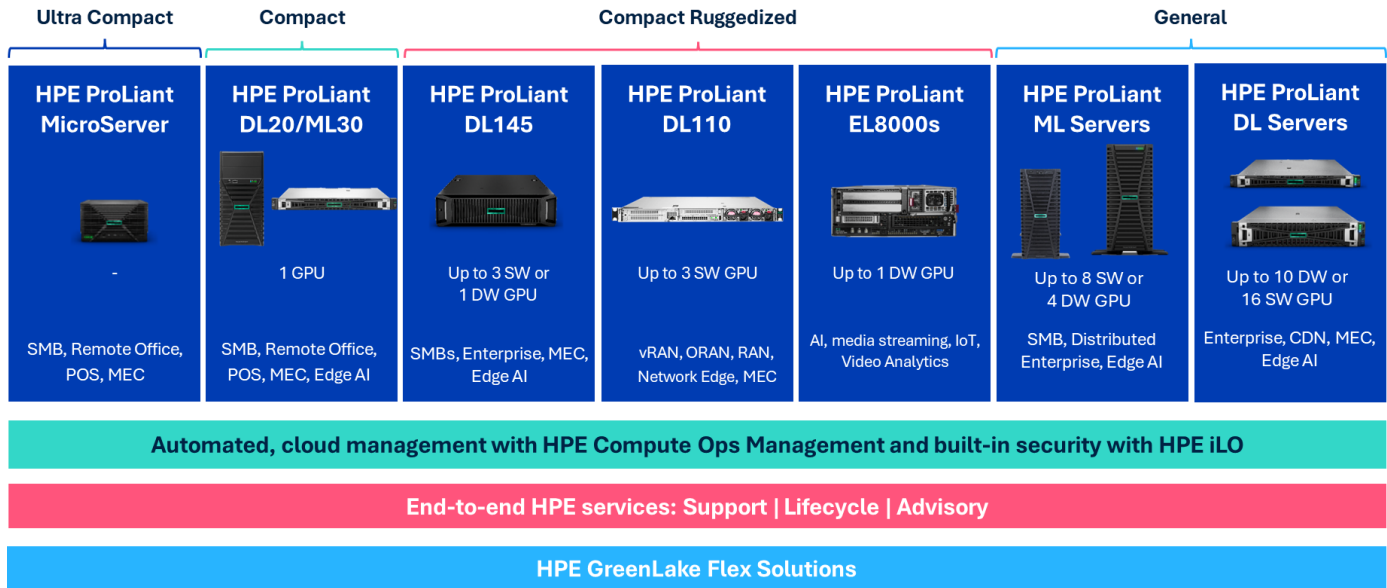 Ultra Compact
Compact
Compact Ruggedized
General
HPE ProLiant
MicroServer
-
SMB, Remote Office,
POS, MEC
HPE ProLiant
DL20/ML30
1 GPU
SMB, Remote Office,
POS, MEC, Edge AI
HPE ProLiant
DL145
Up to 3 SW or
1 DW GPU
SMBs, Enterprise, MEC,
Edge AI
HPE ProLiant
DL110
Up to 3 SW GPU
vRAN, ORAN, RAN,
Network Edge, MEC
HPE ProLiant
EL8000s
Up to 1 DW GPU
AI, media streaming, IoT,
Video Analytics
HPE ProLiant
ML Servers
Up to 8 SW or
4 DW GPU
SMB, Distributed
Enterprise, Edge AI
HPE ProLiant
DL Servers
Up to 10 DW or
16 SW GPU
Enterprise, CDN, MEC,
Edge AI
Automated, cloud management with HPE Compute Ops Management and built-in security with HPE iLO
End-to-end HPE services: Support | Lifecycle | Advisory
HPE GreenLake Flex Solutions